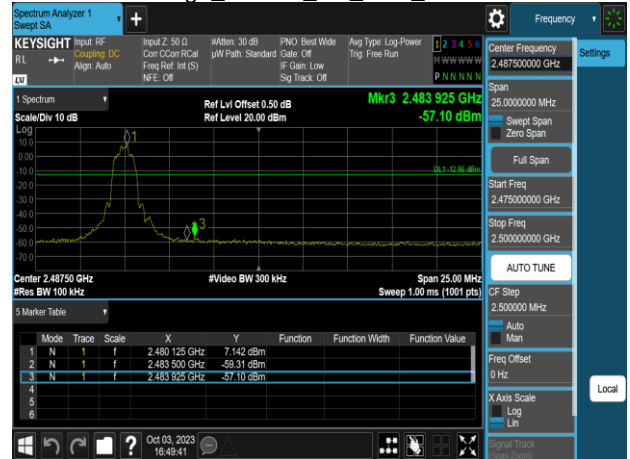 Spectrum Analyzer 1
Swept SA
Frequency
KEYSIGHT Input: RF
RL
Coupling: DC
Align: Auto
LXI
Input Z: 50 Ω
Corr CCorr RCal
Freq Ref: Int (S)
NFE: Off
#Atten: 30 dB
µW Path: Standard
PNO: Best Wide
Gate: Off
IF Gain: Low
Sig Track: Off
Avg Type: Log-Power
Trig: Free Run
1 2 3 4 5 6
M W W W W W
P N N N N N
1 Spectrum
Scale/Div 10 dB
Ref Lvl Offset 0.50 dB
Ref Level 20.00 dBm
Mkr3 2.483 925 GHz
-57.10 dBm
Log
10.0
0.00
-10.0
-20.0
-30.0
-40.0
-50.0
-60.0
-70.0
1
3
DL1 -12.86 dBm
Center 2.48750 GHz
#Res BW 100 kHz
#Video BW 300 kHz
Span 25.00 MHz
Sweep 1.00 ms (1001 pts)
5 Marker Table
Mode Trace Scale X Y Function Function Width Function Value
1 N 1 f 2.480 125 GHz 7.142 dBm
2 N 1 f 2.483 500 GHz -59.31 dBm
3 N 1 f 2.483 925 GHz -57.10 dBm
4
5
6
Oct 03, 2023
16:49:41
Center Frequency
2.487500000 GHz
Settings
Span
25.0000000 MHz
Swept Span
Zero Span
Full Span
Start Freq
2.475000000 GHz
Stop Freq
2.500000000 GHz
AUTO TUNE
CF Step
2.500000 MHz
Auto
Man
Freq Offset
0 Hz
X Axis Scale
Log
Lin
Local
Signal Track
(Span Zoom)